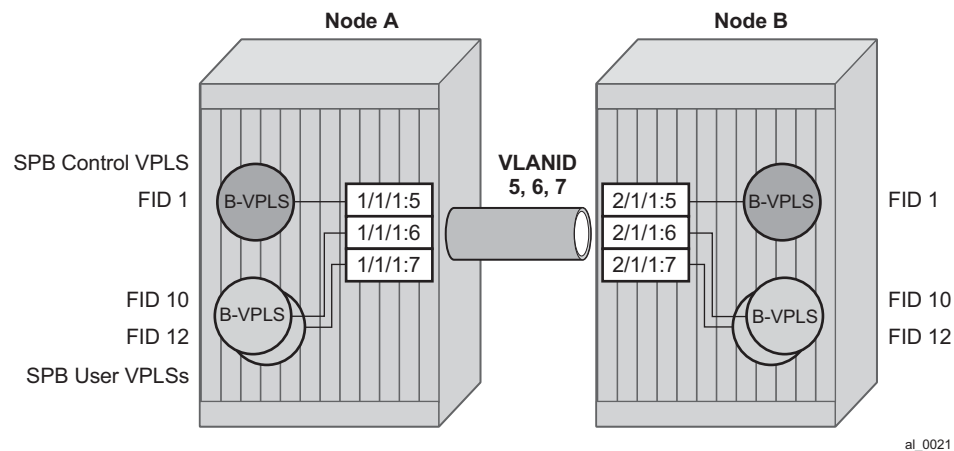 Node A
Node B
SPB Control VPLS
FID 1
B-VPLS
1/1/1:5
1/1/1:6
1/1/1:7
VLANID
5, 6, 7
2/1/1:5
2/1/1:6
2/1/1:7
B-VPLS
FID 1
FID 10
FID 12
B-VPLS
SPB User VPLSs
B-VPLS
FID 10
FID 12
al_0021